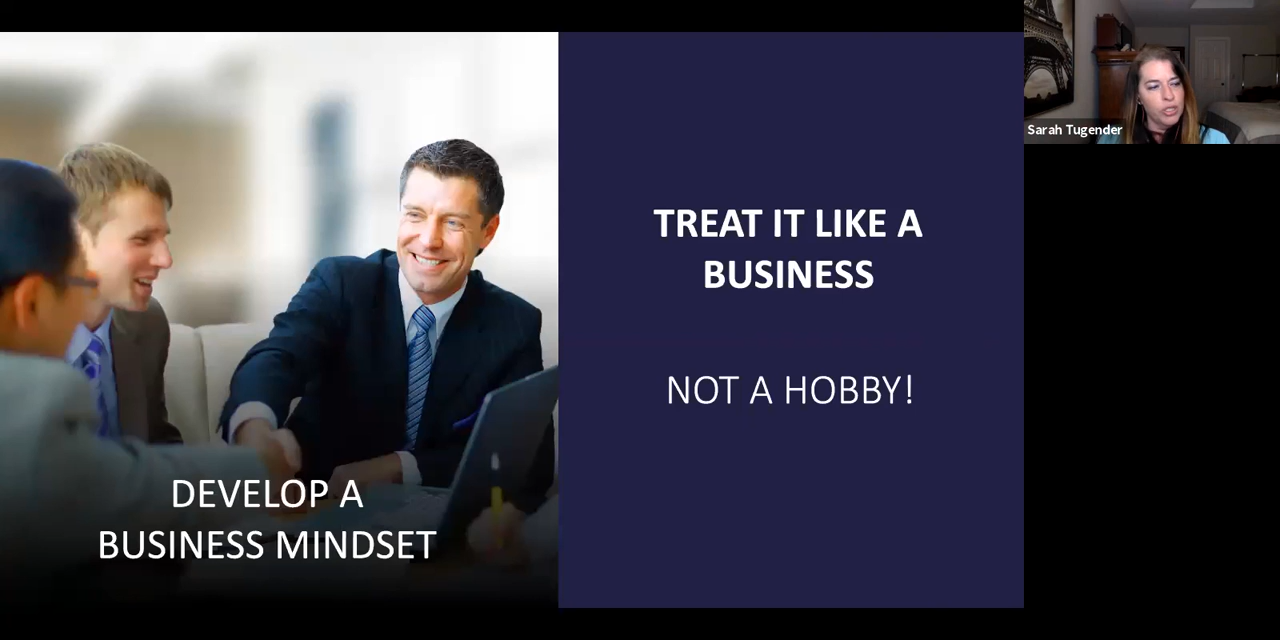 DEVELOP A
BUSINESS MINDSET
TREAT IT LIKE A
BUSINESS
NOT A HOBBY!
Sarah Tugender